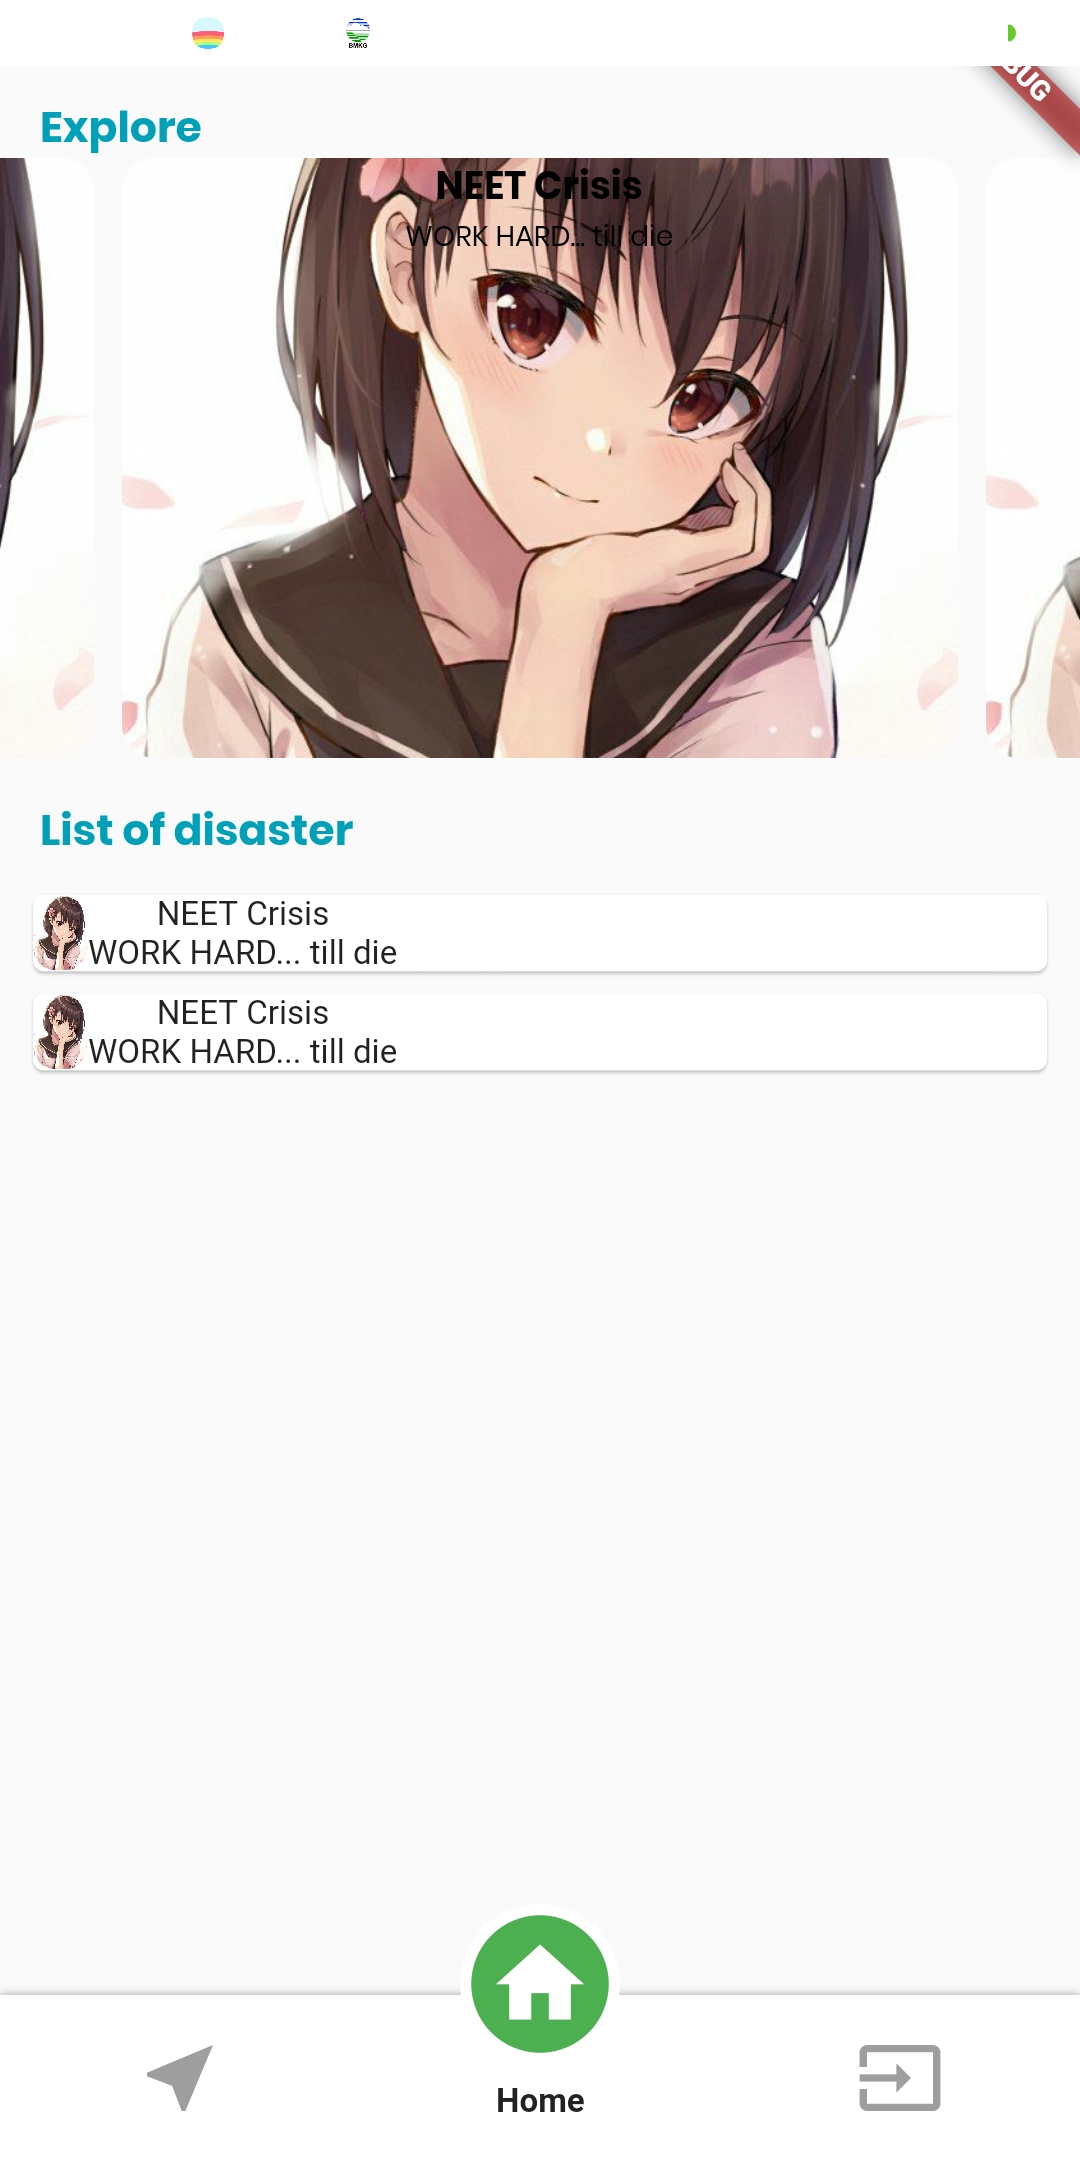 BMKG
BUG
Explore
NEET Crisis
WORK HARD... till die
List of disaster
NEET Crisis
WORK HARD... till die
NEET Crisis
WORK HARD... till die
Home